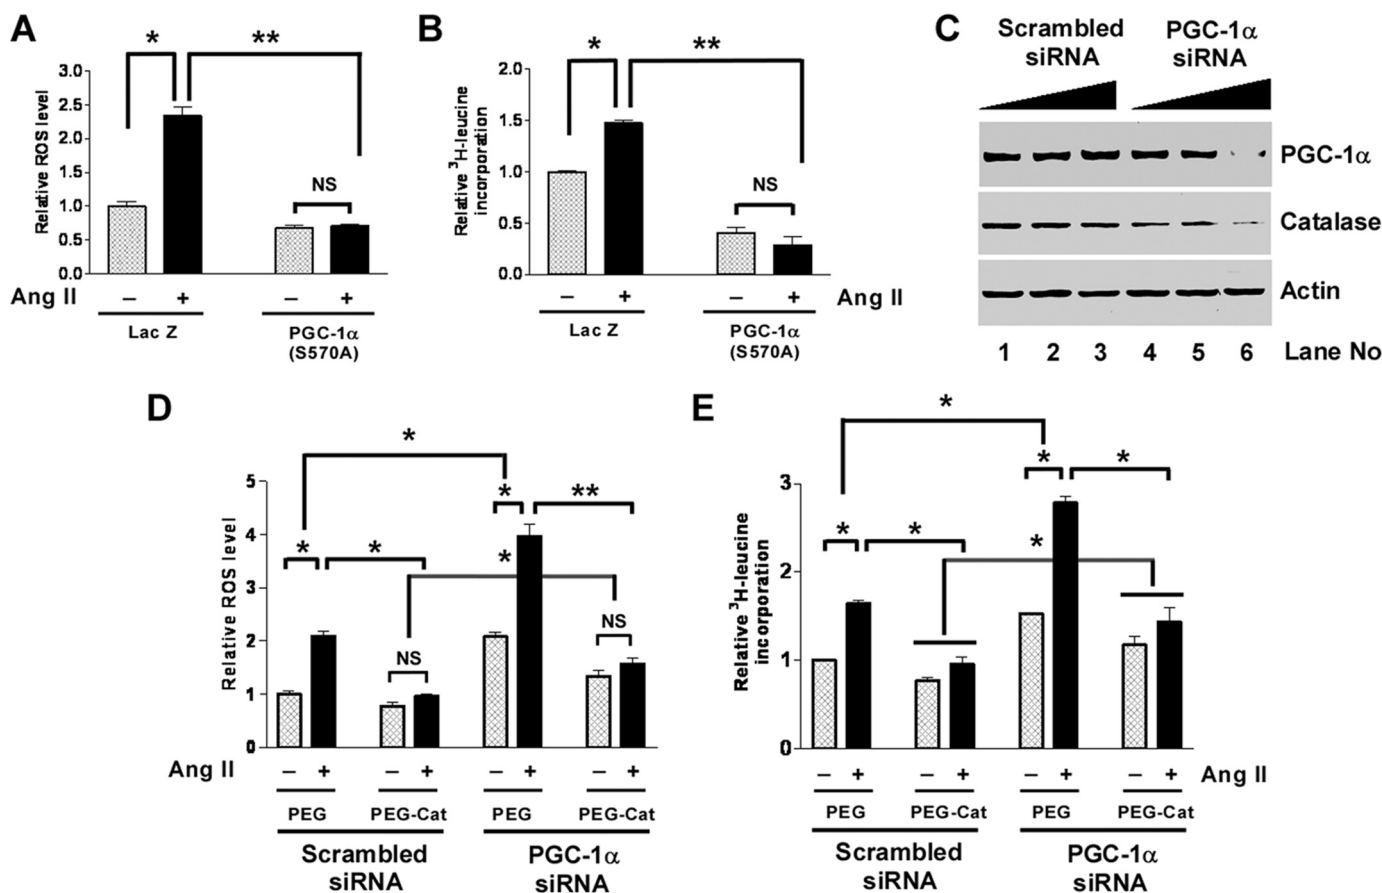 A
*
**
3.0
2.5
2.0
1.5
1.0
0.5
0.0
Relative ROS level
NS
Ang II
– + – +
Lac Z
PGC-1α
(S570A)
B
*
**
2.0
1.5
1.0
0.5
0.0
Relative ³H-leucine
incorporation
NS
– + – +
Ang II
Lac Z
PGC-1α
(S570A)
C
Scrambled
siRNA
PGC-1α
siRNA
PGC-1α
Catalase
Actin
1 2 3 4 5 6 Lane No
D
*
* **
* * *
5
4
3
2
1
0
Relative ROS level
NS
NS
Ang II
– + – + – + – +
PEG PEG-Cat PEG PEG-Cat
Scrambled
siRNA
PGC-1α
siRNA
E
*
* *
* * *
3
2
1
0
Relative ³H-leucine
incorporation
– + – + – + – +
Ang II
PEG PEG-Cat PEG PEG-Cat
Scrambled
siRNA
PGC-1α
siRNA